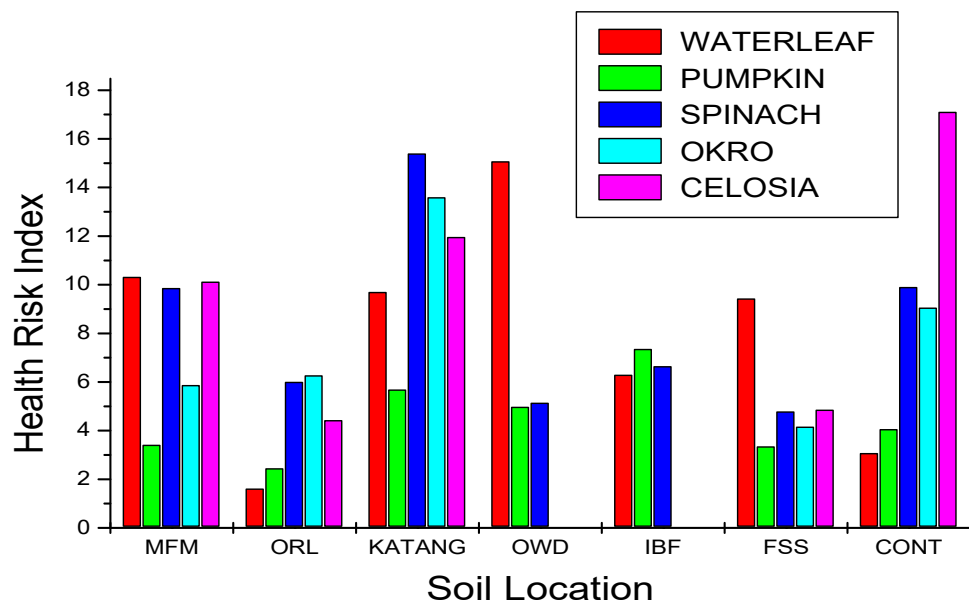 WATERLEAF
PUMPKIN
SPINACH
OKRO
CELOSIA
Health Risk Index
18
16
14
12
10
8
6
4
2
0
MFM ORL KATANG OWD IBF FSS CONT
Soil Location